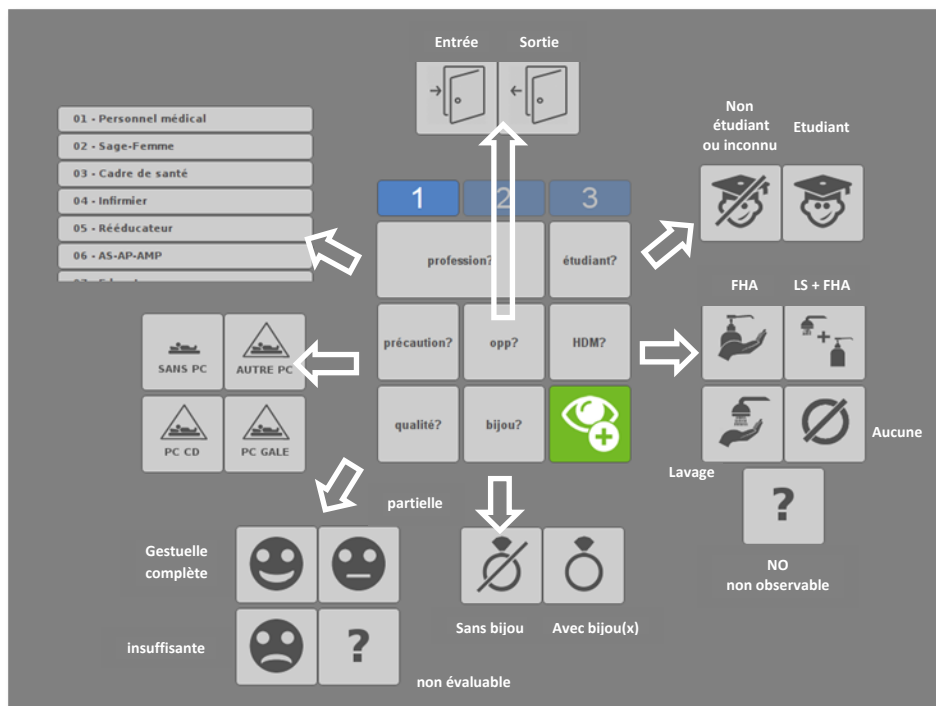 Entrée
Sortie
01 - Personnel médical
02 - Sage-Femme
03 - Cadre de santé
04 - Infirmier
05 - Rééducateur
06 - AS-AP-AMP
Non
étudiant
ou inconnu
Etudiant
1
2
3
profession?
étudiant?
précaution?
opp?
HDM?
qualité?
bijou?
FHA
LS + FHA
+
Lavage
Aucune
?
NO
non observable
SANS PC
AUTRE PC
PC CD
PC GALE
partielle
Gestuelle
complète
insuffisante
?
non évaluable
Sans bijou
Avec bijou(x)